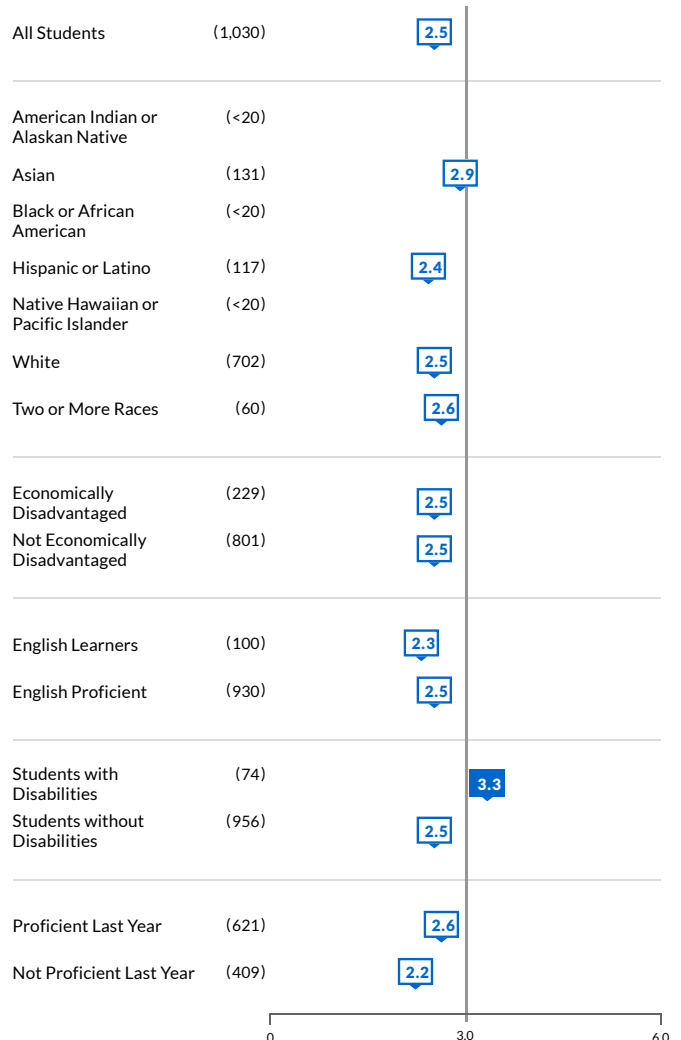 All Students (1,030) 2.5
American Indian or (<20)
Alaskan Native
Asian (131) 2.9
Black or African (<20)
American
Hispanic or Latino (117) 2.4
Native Hawaiian or (<20)
Pacific Islander
White (702) 2.5
Two or More Races (60) 2.6
Economically (229) 2.5
Disadvantaged
Not Economically (801) 2.5
Disadvantaged
English Learners (100) 2.3
English Proficient (930) 2.5
Students with (74) 3.3
Disabilities
Students without (956) 2.5
Disabilities
Proficient Last Year (621) 2.6
Not Proficient Last Year (409) 2.2
0 3.0 6.0